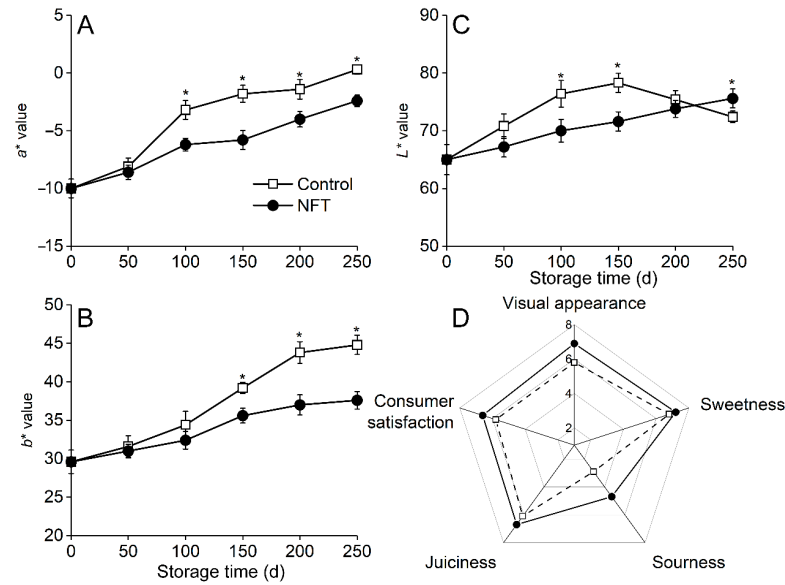 A
5
0
−5
−10
−15
a* value
* * * *
Control
NFT
0 50 100 150 200 250
C
90
80
70
60
50
L* value
* * *
0 50 100 150 200 250
Storage time (d)
B
50
45
40
35
30
25
20
b* value
* * *
0 50 100 150 200 250
Storage time (d)
D
Visual appearance
8
6
4
2
Consumer
satisfaction
Sweetness
Juiciness
Sourness